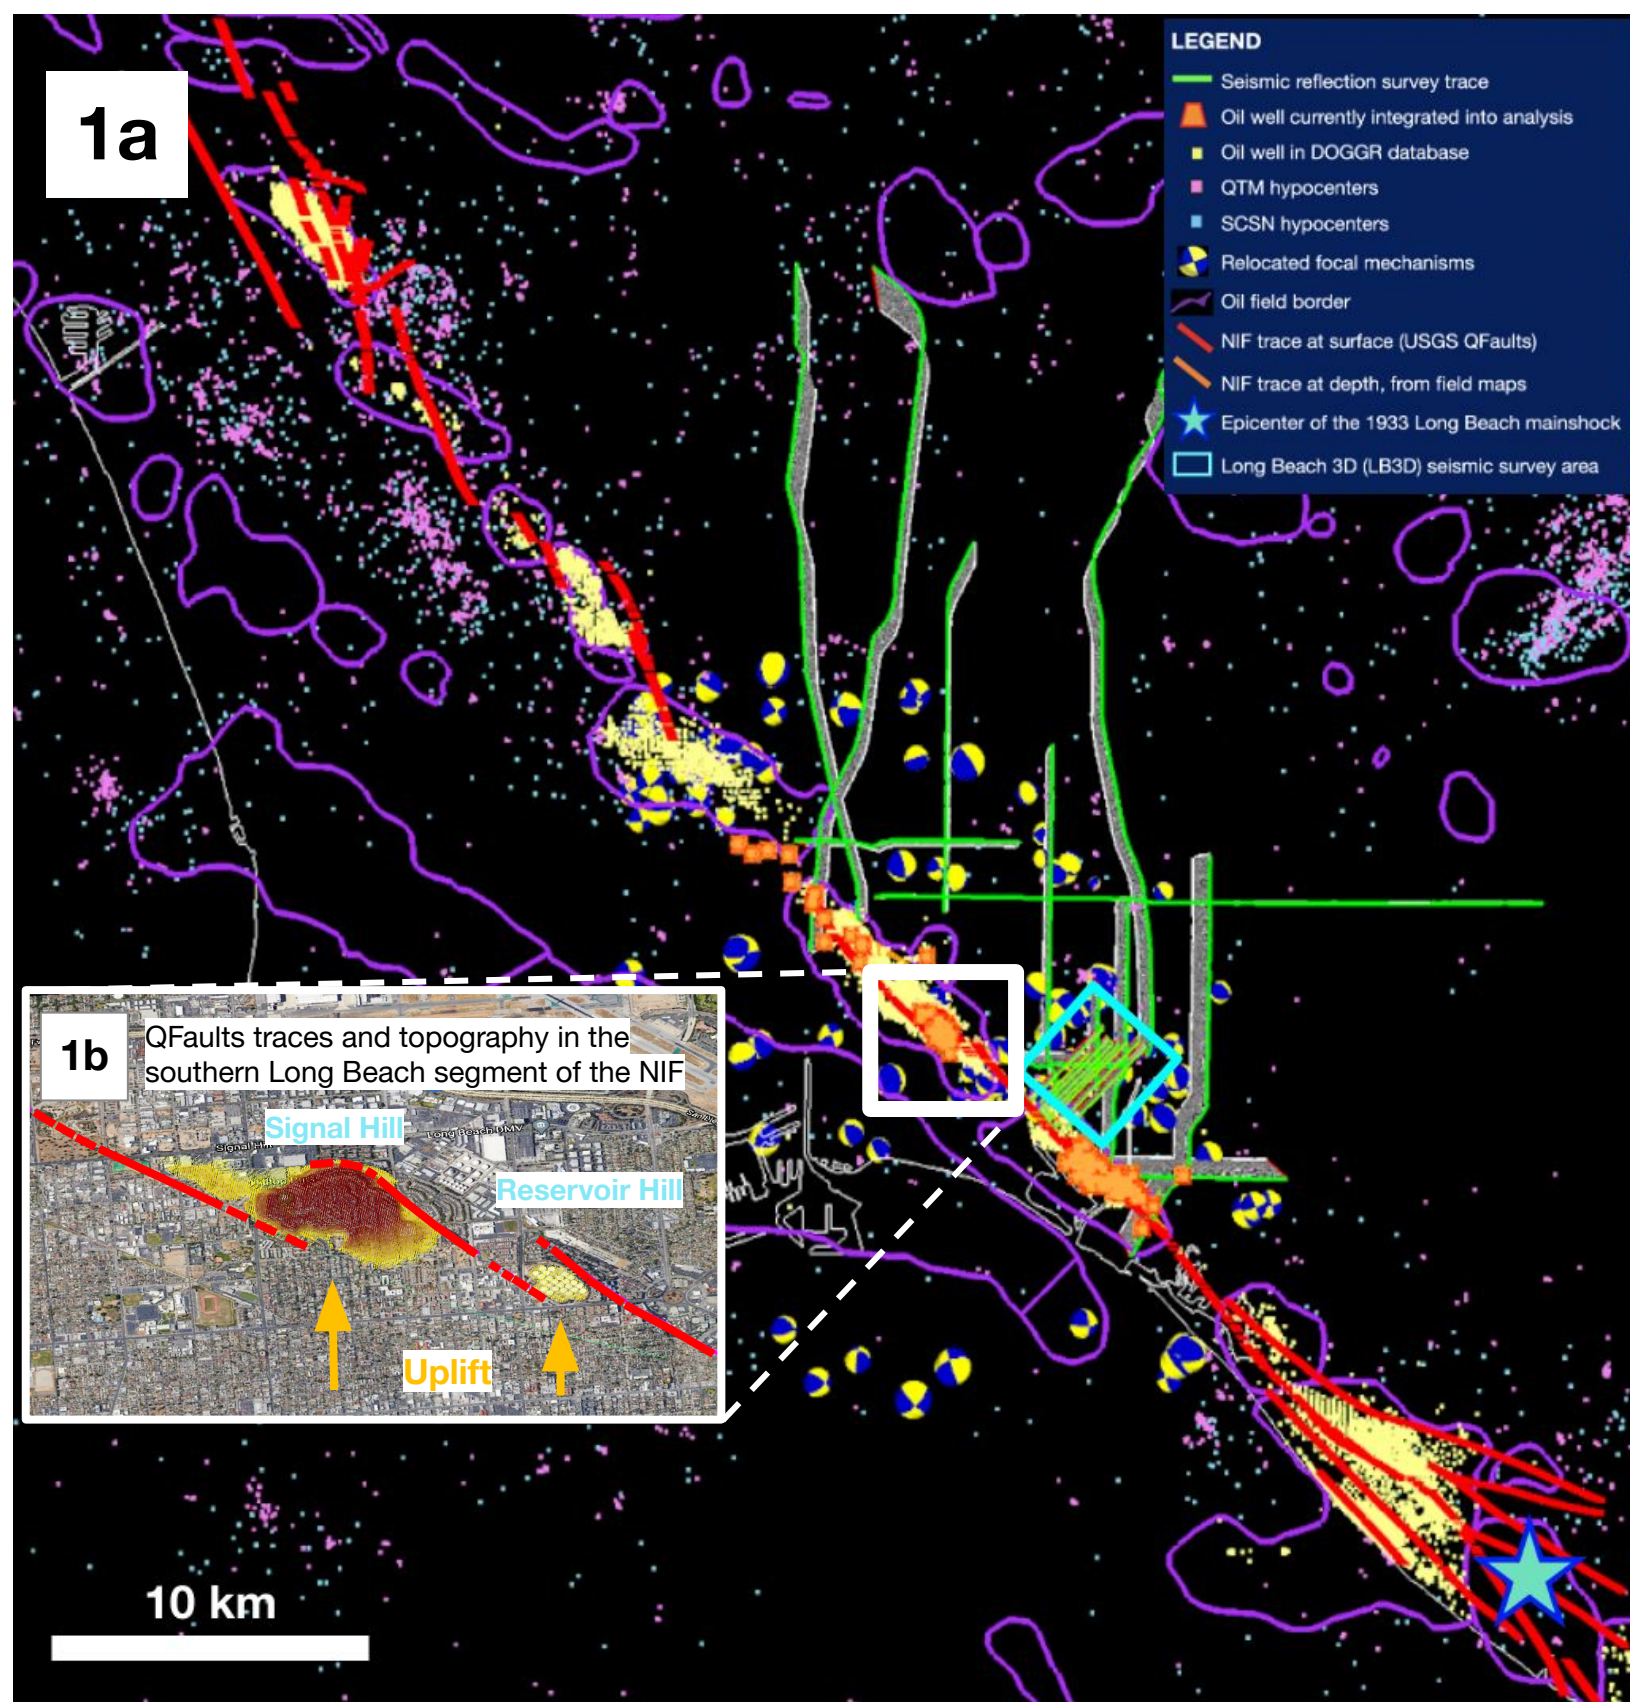 1a
LEGEND
Seismic reflection survey trace
Oil well currently integrated into analysis
Oil well in DOGGR database
QTM hypocenters
SCSN hypocenters
Relocated focal mechanisms
Oil field border
NIF trace at surface (USGS QFaults)
NIF trace at depth, from field maps
Epicenter of the 1933 Long Beach mainshock
Long Beach 3D (LB3D) seismic survey area
1b
QFaults traces and topography in the
southern Long Beach segment of the NIF
Signal Hill
Long Beach DMV
Signal Hill
Reservoir Hill
Uplift
10 km